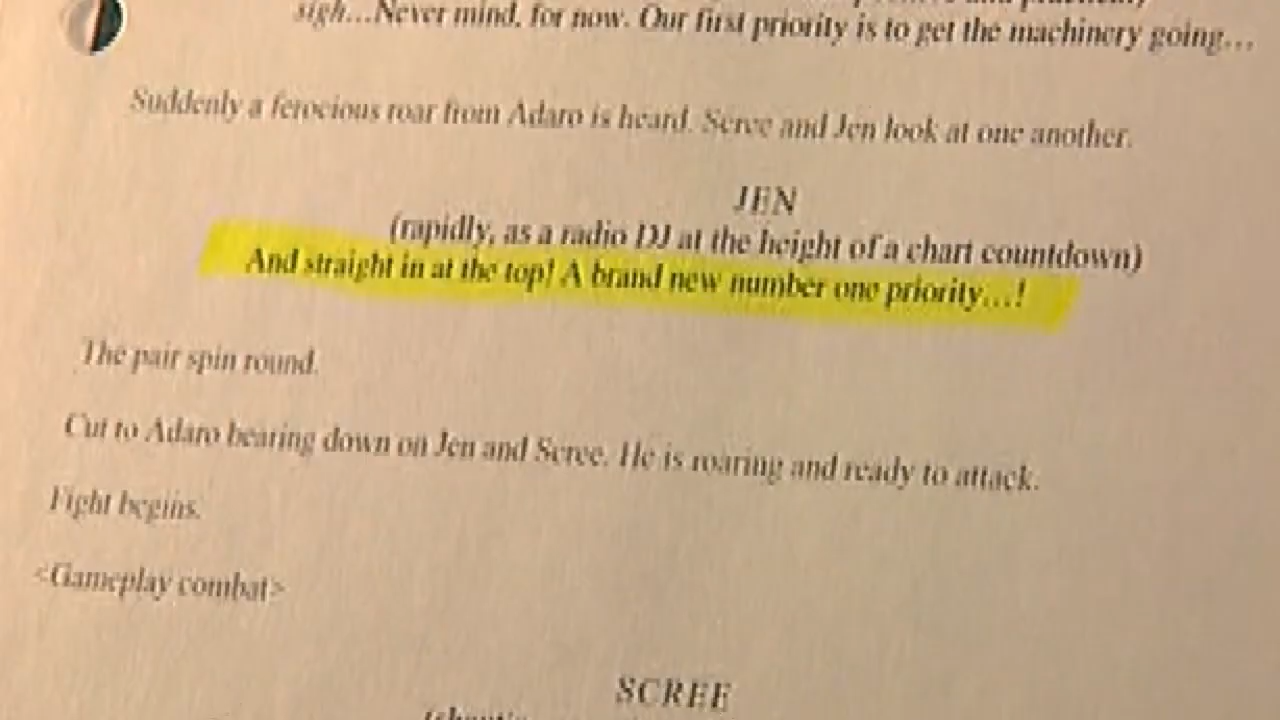 sigh...Never mind, for now. Our first priority is to get the machinery going...
Suddenly a ferocious roar from Adaro is heard. Scree and Jen look at one another.
JEN
(rapidly, as a radio DJ at the height of a chart countdown)
And straight in at the top! A brand new number one priority...!
The pair spin round.
Cut to Adaro bearing down on Jen and Scree. He is roaring and ready to attack.
Fight begins.
<Gameplay combat>
SCREE